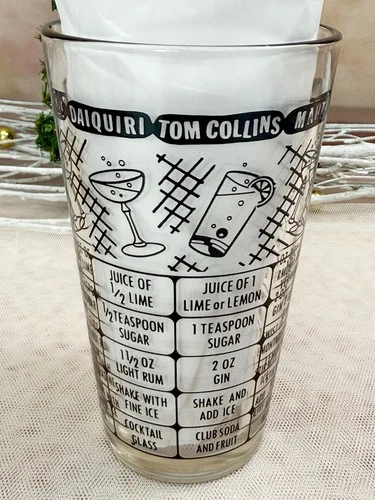 DAIQUIRI
JUICE OF
1/2 LIME
1/2 TEASPOON
SUGAR
1 1/2 OZ
LIGHT RUM
SHAKE WITH
FINE ICE
COCKTAIL
GLASS
TOM COLLINS
JUICE OF 1
LIME or LEMON
1 TEASPOON
SUGAR
2 OZ
GIN
SHAKE AND
ADD ICE
CLUB SODA
AND FRUIT